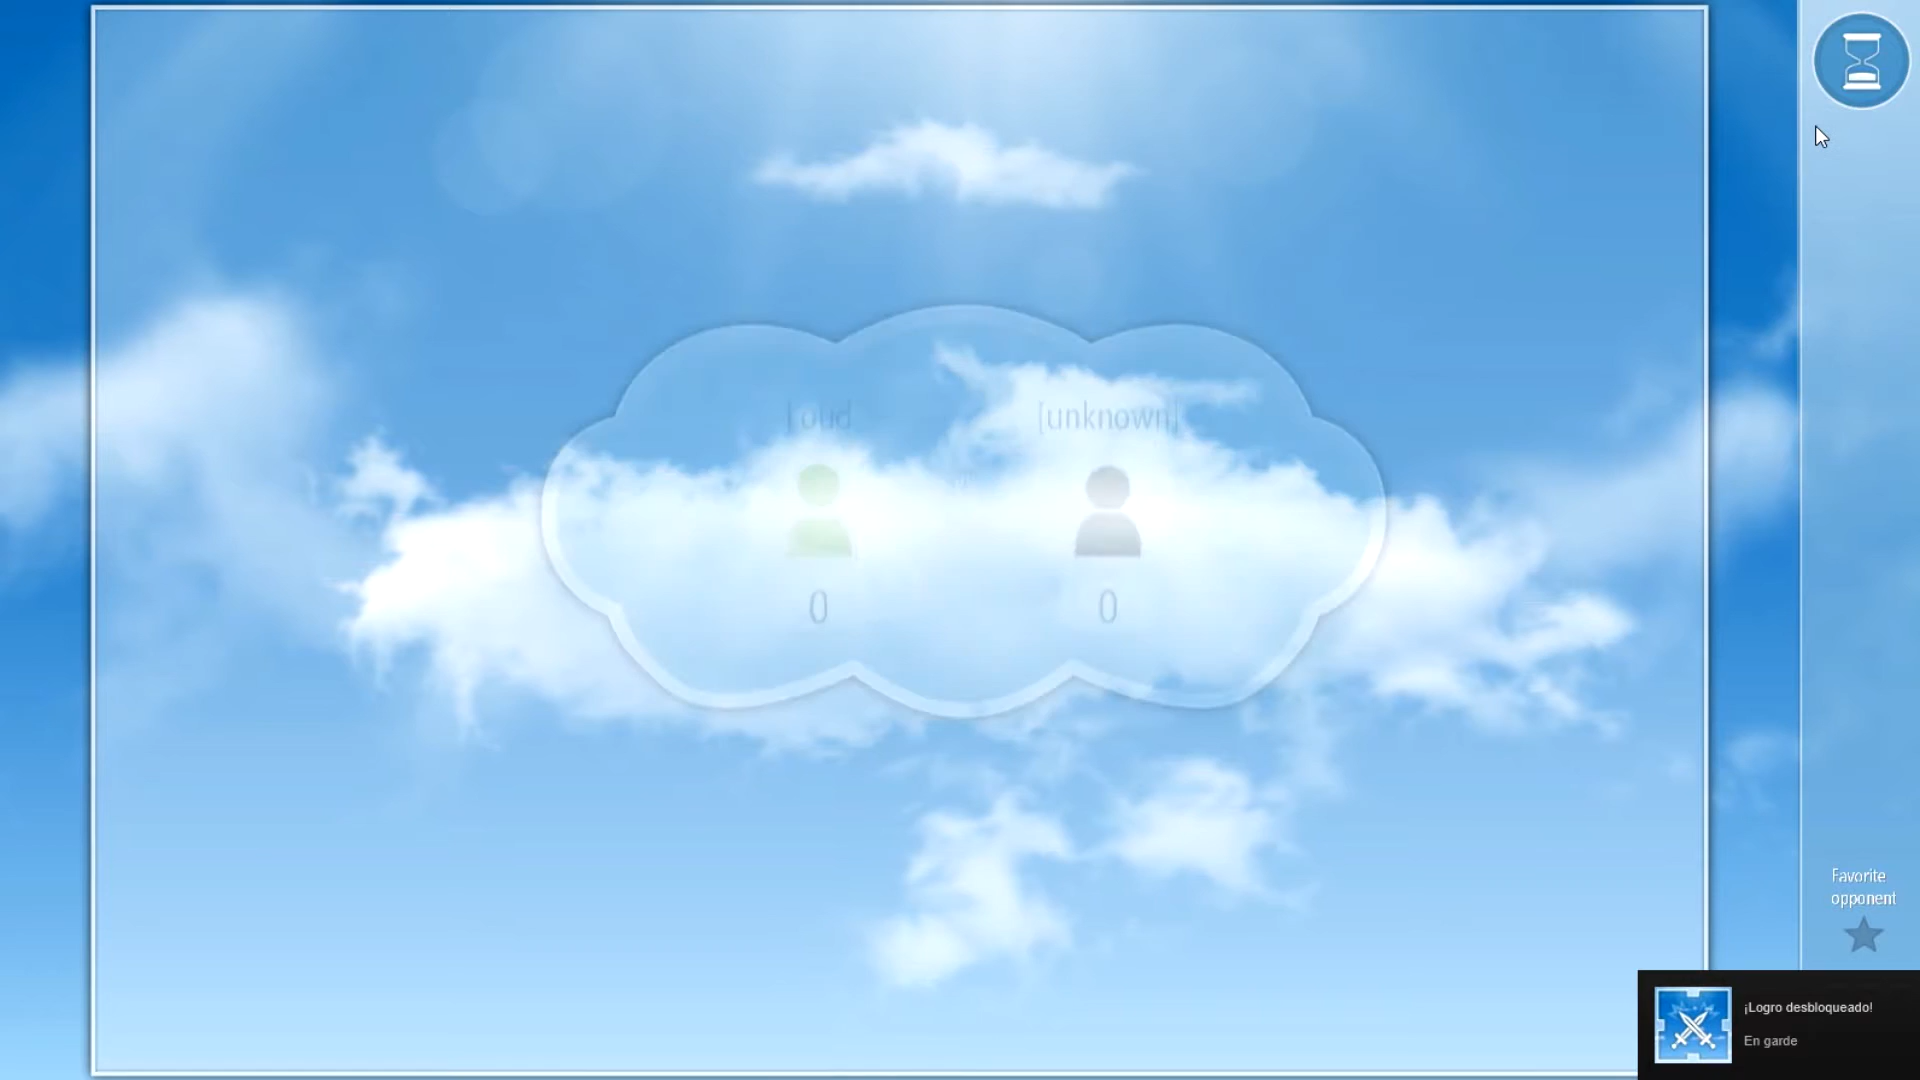 [unknown]
0
0
Favorite
opponent
¡Logro desbloqueado!
En garde